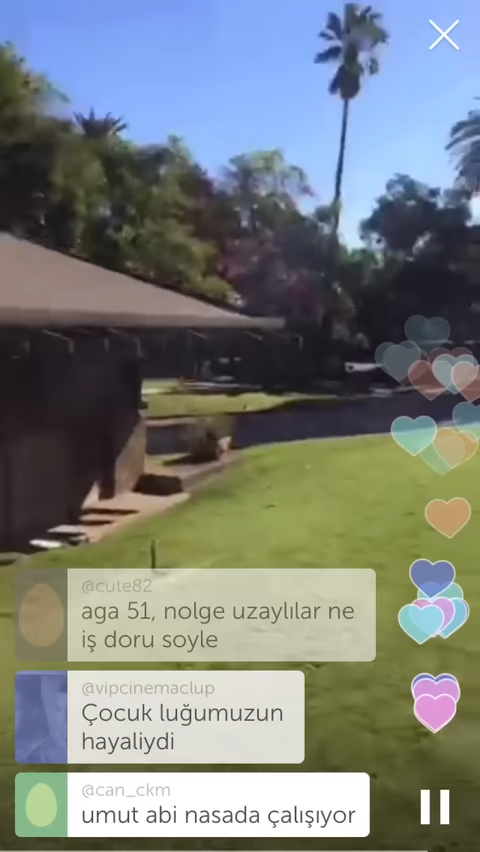 @cute82
aga 51, nolge uzaylılar ne
iş doru soyle
@vipcinemaclup
Çocuk luğumuzun
hayaliydi
@can_ckm
umut abi nasada çalışıyor